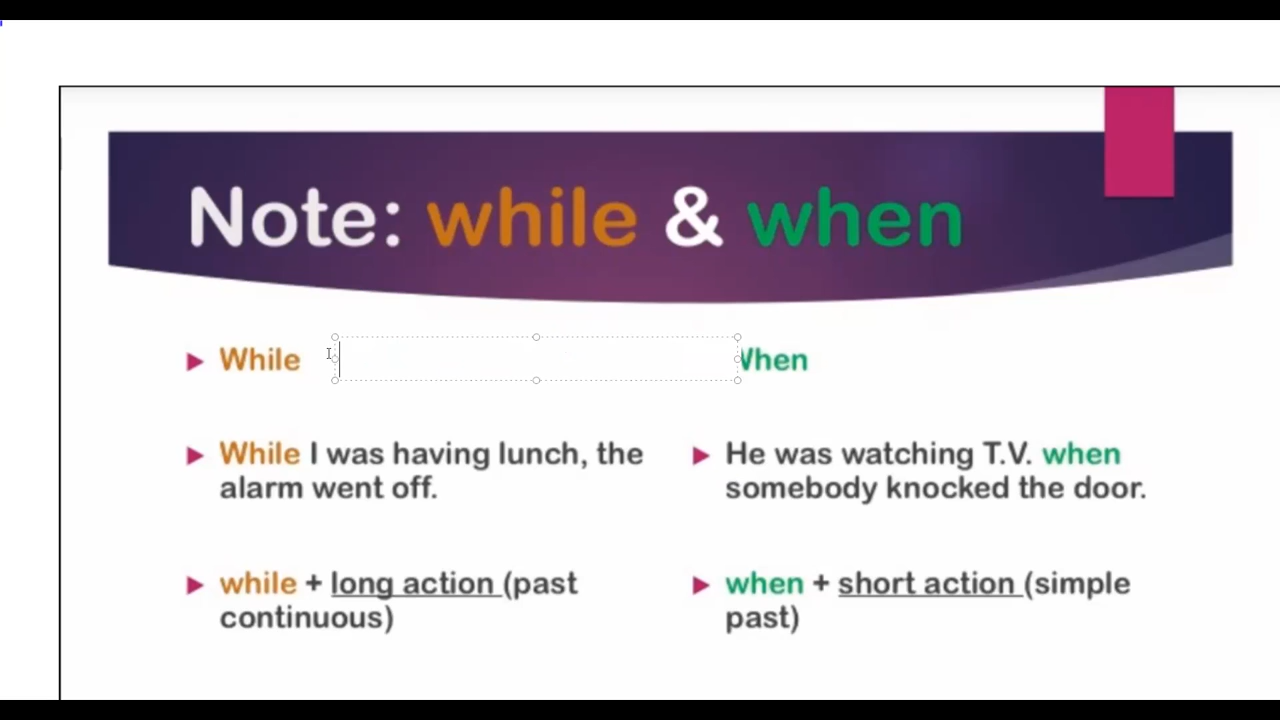 Note: while & when
While
When
While I was having lunch, the
alarm went off.
He was watching T.V. when
somebody knocked the door.
while + long action (past
continuous)
when + short action (simple
past)